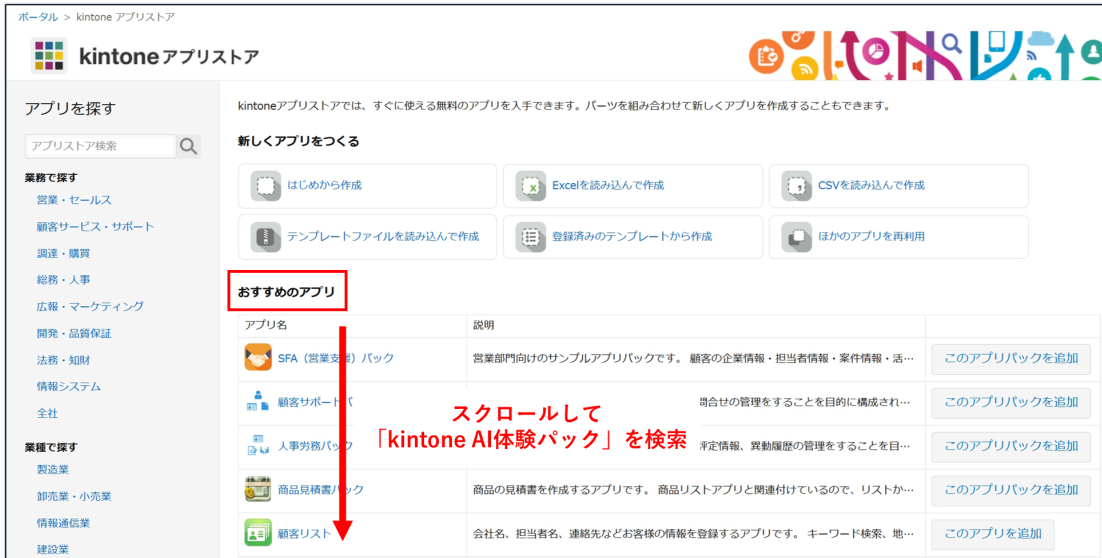 ポータル > kintone アプリストア
kintone アプリストア
アプリを探す
アプリストア検索
業務で探す
営業・セールス
顧客サービス・サポート
調達・購買
総務・人事
広報・マーケティング
開発・品質保証
法務・知財
情報システム
全社
業種で探す
製造業
卸売業・小売業
情報通信業
建設業
kintoneアプリストアでは、すぐに使える無料のアプリを入手できます。パーツを組み合わせて新しくアプリを作成することもできます。
新しくアプリをつくる
はじめから作成
Excelを読み込んで作成
CSVを読み込んで作成
テンプレートファイルを読み込んで作成
登録済みのテンプレートから作成
ほかのアプリを再利用
おすすめのアプリ
アプリ名 説明
SFA（営業支援）パック 営業部門向けのサンプルアプリパックです。 顧客の企業情報・担当者情報・案件情報・活… このアプリパックを追加
顧客サポートパ 問合せの管理をすることを目的に構成され… このアプリパックを追加
スクロールして
「kintone AI体験パック」を検索
人事労務パック 評定情報、異動履歴の管理をすることを目… このアプリパックを追加
商品見積書パック 商品の見積書を作成するアプリです。 商品リストアプリと関連付けているので、リストか… このアプリパックを追加
顧客リスト 会社名、担当者名、連絡先などお客様の情報を登録するアプリです。 キーワード検索、地… このアプリを追加